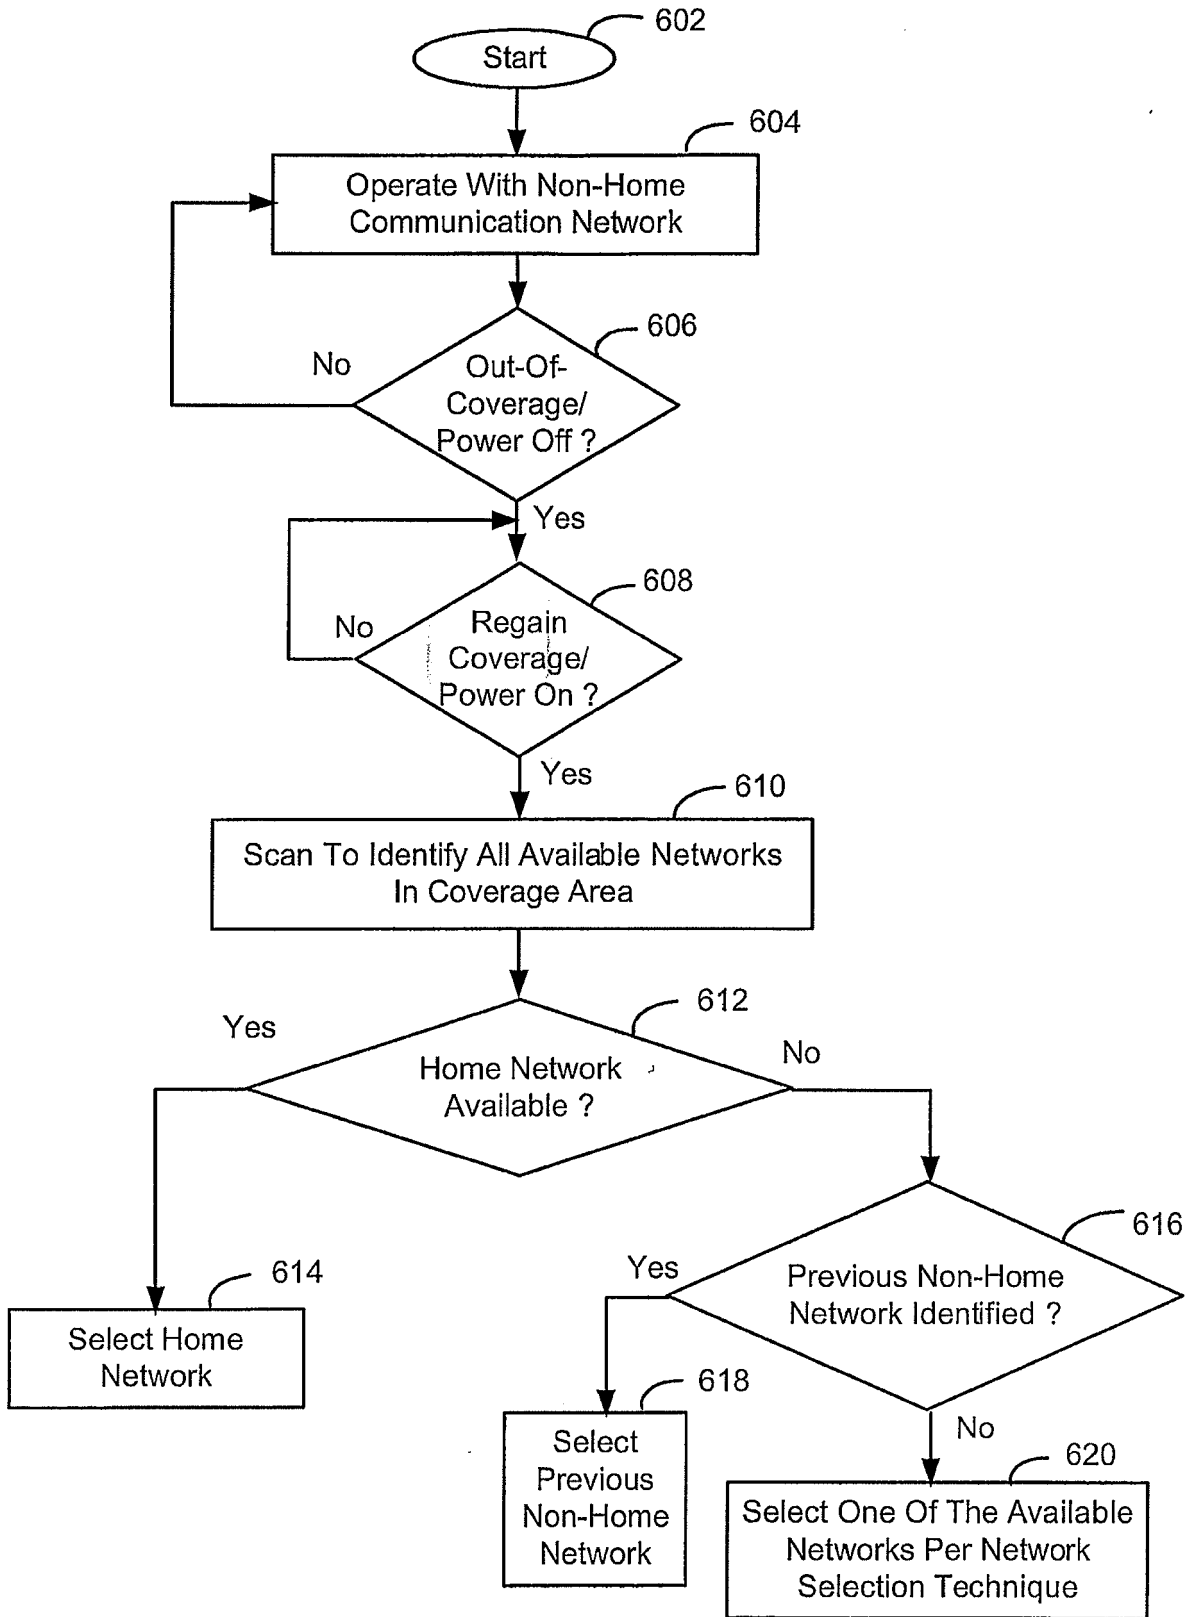 602
Start
604
Operate With Non-Home
Communication Network
606
No
Out-Of-
Coverage/
Power Off ?
Yes
608
No
Regain
Coverage/
Power On ?
Yes
610
Scan To Identify All Available Networks
In Coverage Area
612
Yes
Home Network
Available ?
No
616
614
Yes
Previous Non-Home
Network Identified ?
Select Home
Network
618
No
Select
Previous
Non-Home
Network
620
Select One Of The Available
Networks Per Network
Selection Technique